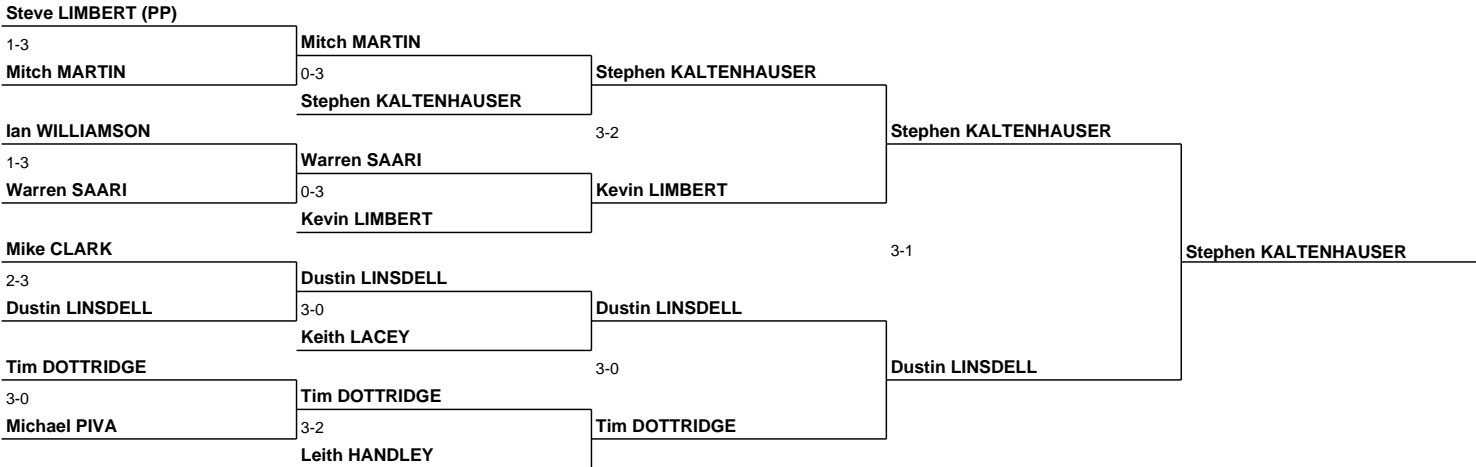 Steve LIMBERT (PP)
1-3
Mitch MARTIN
Mitch MARTIN
0-3
Stephen KALTENHAUSER
Stephen KALTENHAUSER
Ian WILLIAMSON
3-2
Stephen KALTENHAUSER
1-3
Warren SAARI
Warren SAARI
0-3
Kevin LIMBERT
Kevin LIMBERT
Mike CLARK
3-1
Stephen KALTENHAUSER
2-3
Dustin LINSDELL
Dustin LINSDELL
3-0
Dustin LINSDELL
Keith LACEY
Tim DOTTRIDGE
3-0
Dustin LINSDELL
3-0
Tim DOTTRIDGE
Michael PIVA
3-2
Tim DOTTRIDGE
Leith HANDLEY